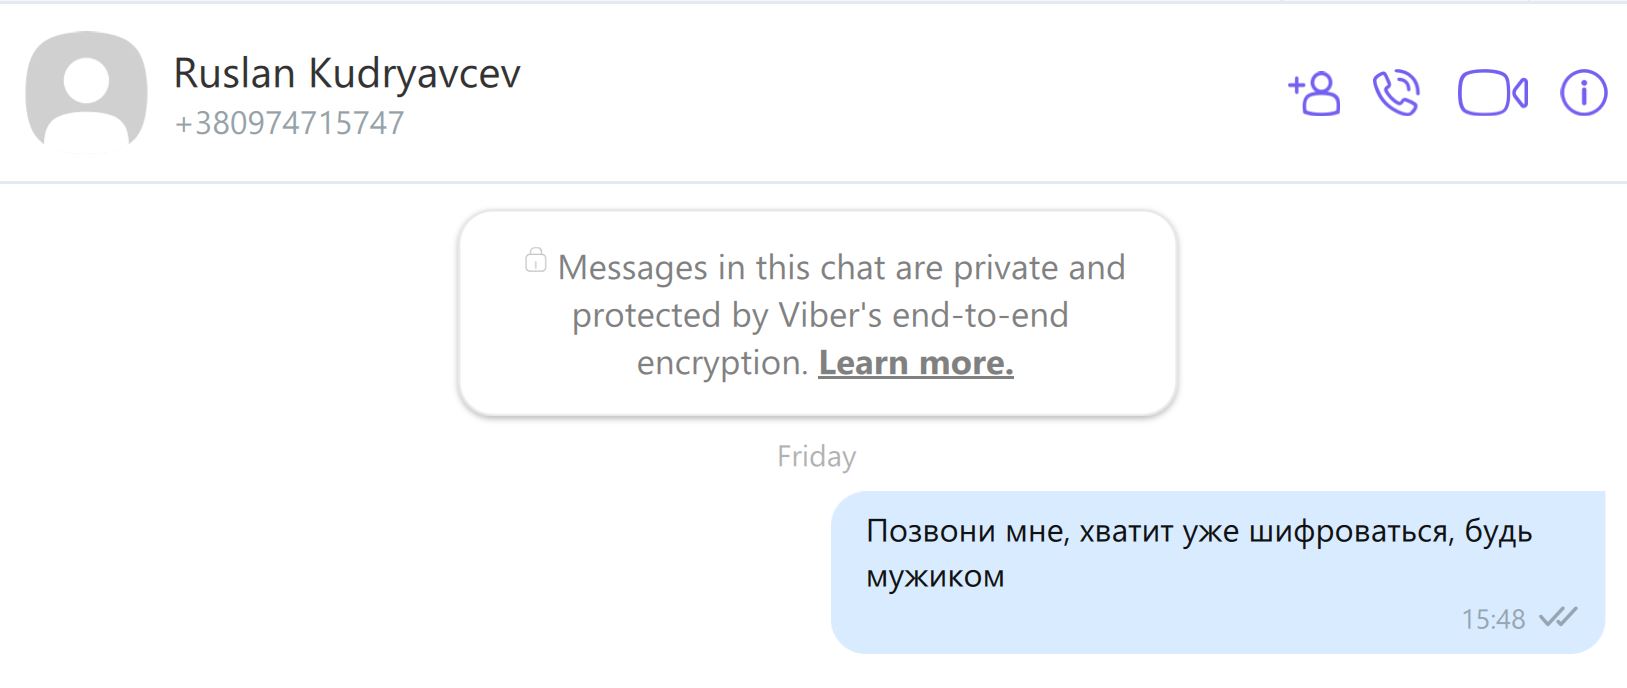 Ruslan Kudryavcev
+380974715747
Messages in this chat are private and
protected by Viber's end-to-end
encryption. Learn more.
Friday
Позвони мне, хватит уже шифроваться, будь
мужиком
15:48